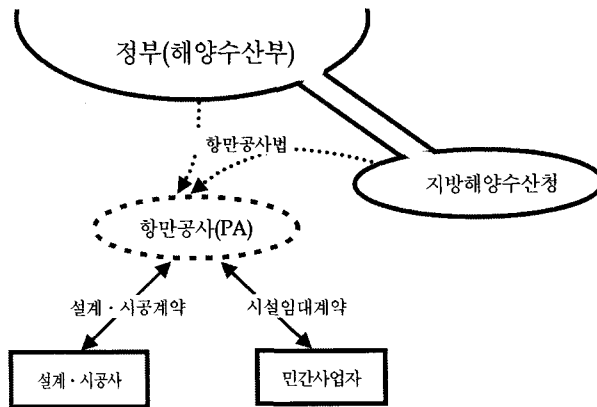 정부(해양수산부)
항만공사법
지방해양수산청
항만공사(PA)
설계·시공계약
시설임대계약
설계·시공사
민간사업자